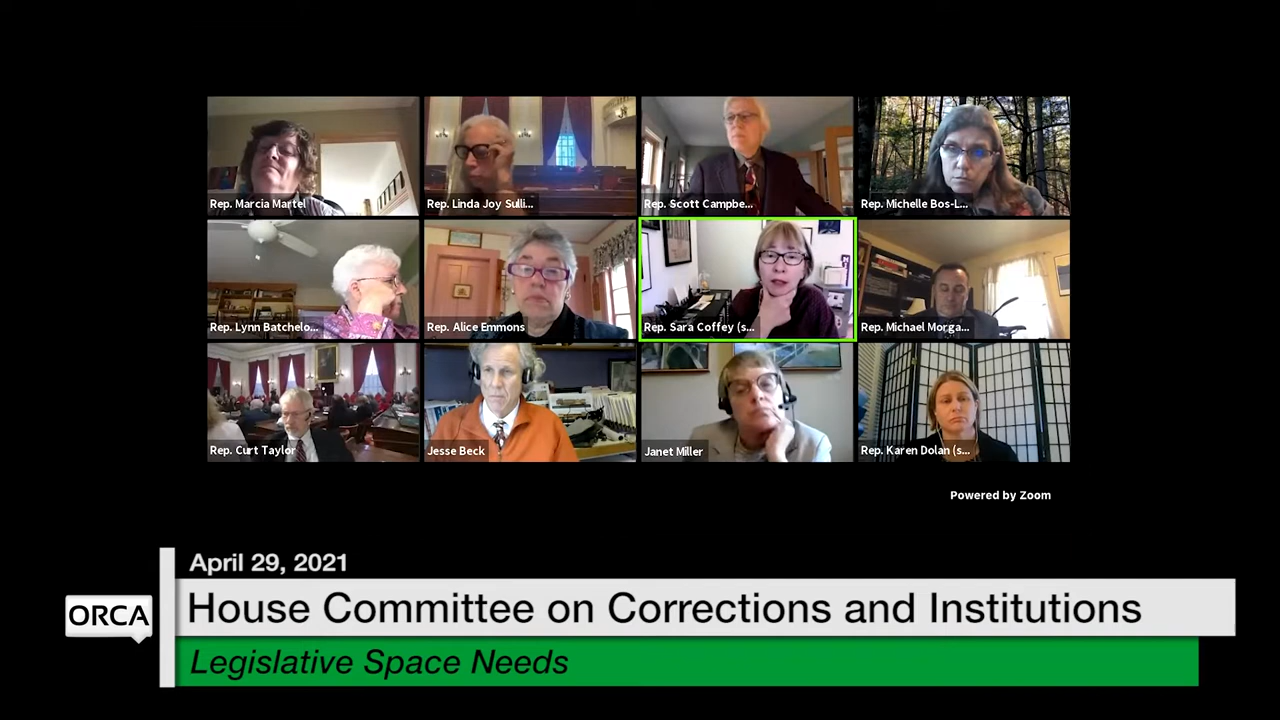 Rep. Marcia Martel
Rep. Linda Joy Sulli...
Rep. Scott Campbe...
Rep. Michelle Bos-L...
Rep. Lynn Batchelo...
Rep. Alice Emmons
Rep. Sara Coffey (s...
Rep. Michael Morga...
Rep. Curt Taylor
Jesse Beck
Janet Miller
Rep. Karen Dolan (s...
Powered by Zoom
April 29, 2021
ORCA
House Committee on Corrections and Institutions
Legislative Space Needs